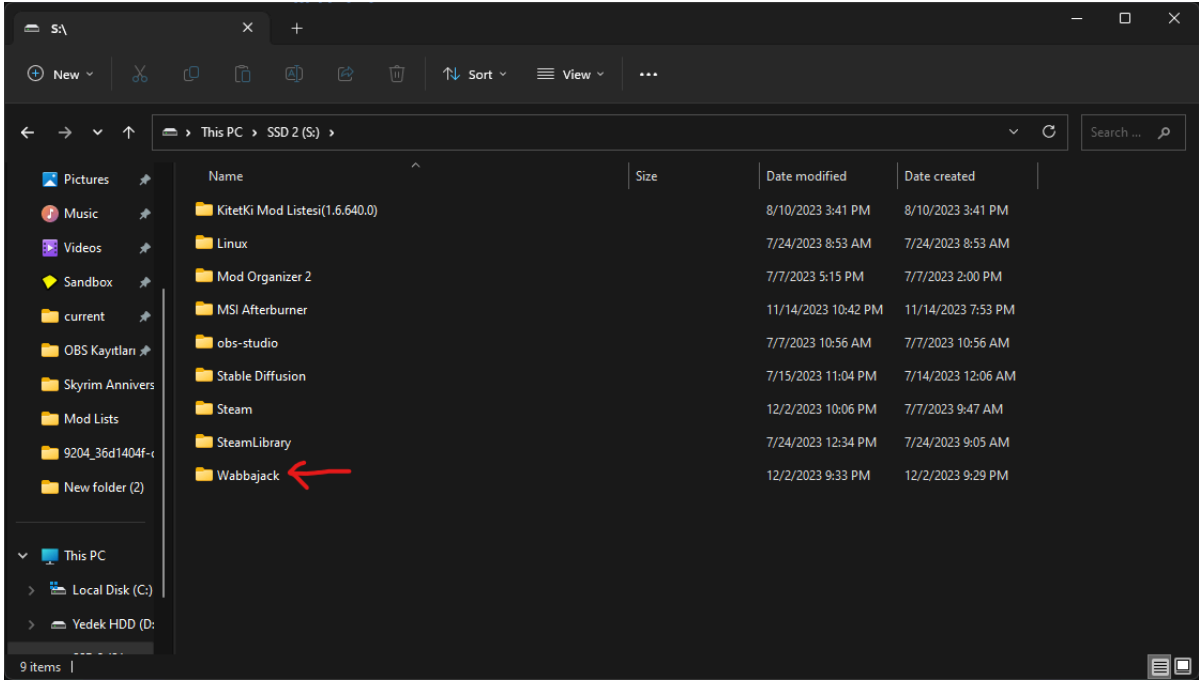 S:\
New
Sort
View
This PC > SSD 2 (S:) >
Search ...
Name Size Date modified Date created
Pictures
Music
Videos
Sandbox
current
OBS Kayıtları
Skyrim Annivers
Mod Lists
9204_36d1404f-
New folder (2)
This PC
Local Disk (C:)
Yedek HDD (D:
KitetKi Mod Listesi(1.6.640.0) 8/10/2023 3:41 PM 8/10/2023 3:41 PM
Linux 7/24/2023 8:53 AM 7/24/2023 8:53 AM
Mod Organizer 2 7/7/2023 5:15 PM 7/7/2023 2:00 PM
MSI Afterburner 11/14/2023 10:42 PM 11/14/2023 7:53 PM
obs-studio 7/7/2023 10:56 AM 7/7/2023 10:56 AM
Stable Diffusion 7/15/2023 11:04 PM 7/14/2023 12:06 AM
Steam 12/2/2023 10:06 PM 7/7/2023 9:47 AM
SteamLibrary 7/24/2023 12:34 PM 7/24/2023 9:05 AM
Wabbajack 12/2/2023 9:33 PM 12/2/2023 9:29 PM
9 items